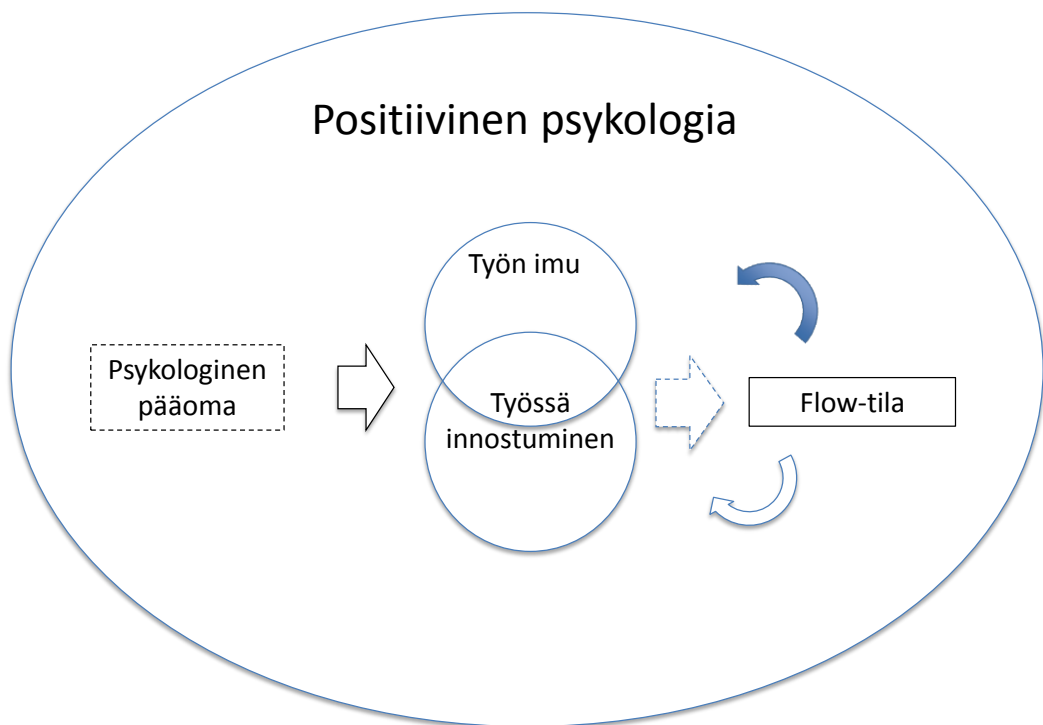 Positiivinen psykologia
Työn imu
Psykologinen
pääoma
Työssä
innostuminen
Flow-tila